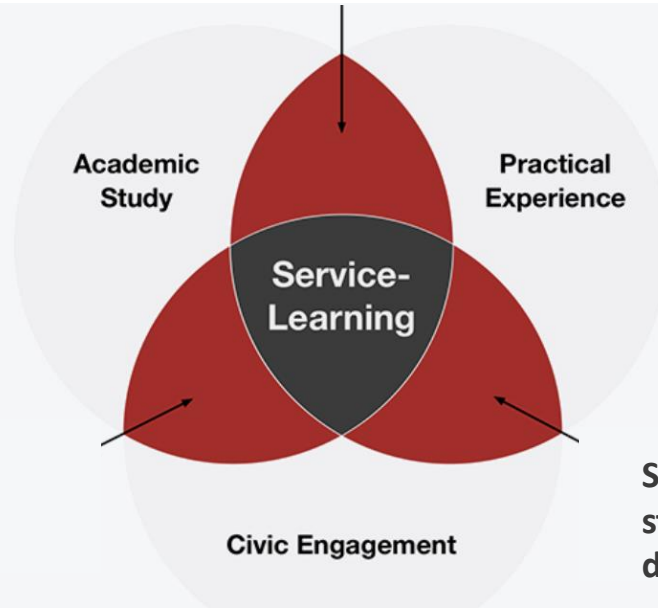 Academic
Study
Practical
Experience
Service-
Learning
Civic Engagement